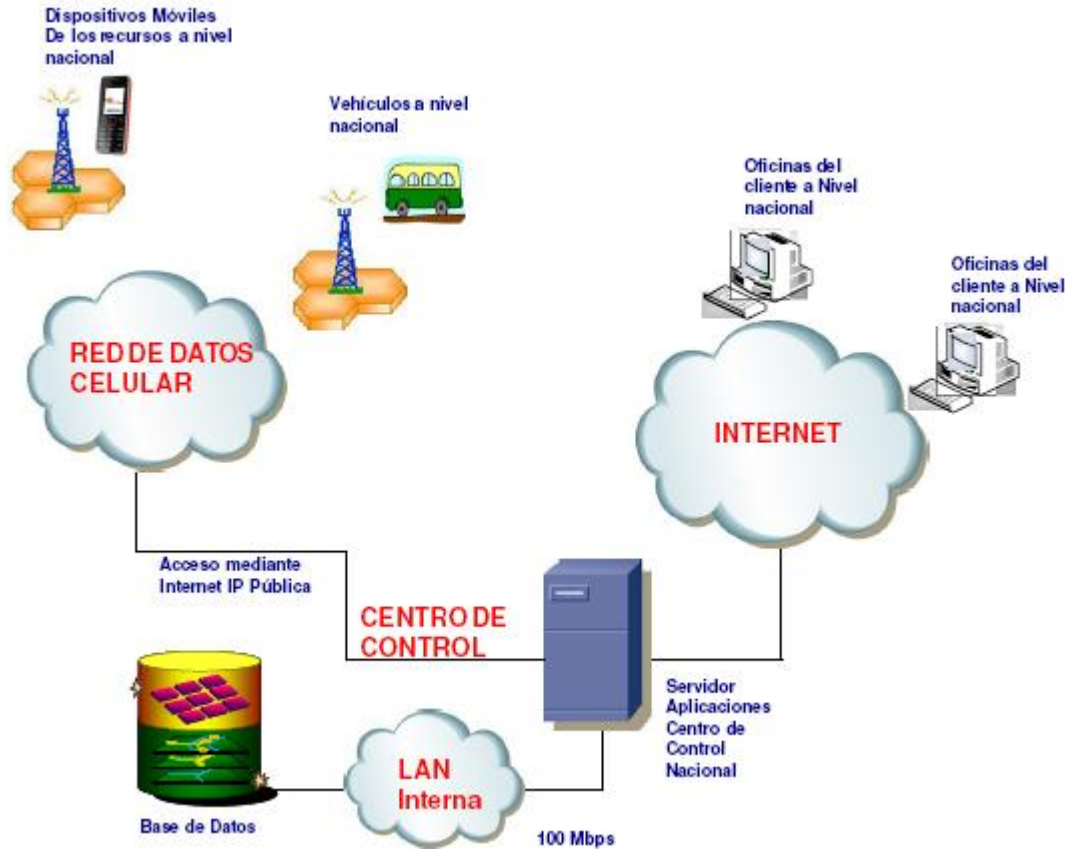 Dispositivos Móviles
De los recursos a nivel
nacional
Vehículos a nivel
nacional
Oficinas del
cliente a Nivel
nacional
Oficinas del
cliente a Nivel
nacional
RED DE DATOS
CELULAR
INTERNET
Acceso mediante
Internet IP Pública
CENTRO DE
CONTROL
Servidor
Aplicaciones
Centro de
Control
Nacional
LAN
Interna
Base de Datos
100 Mbps